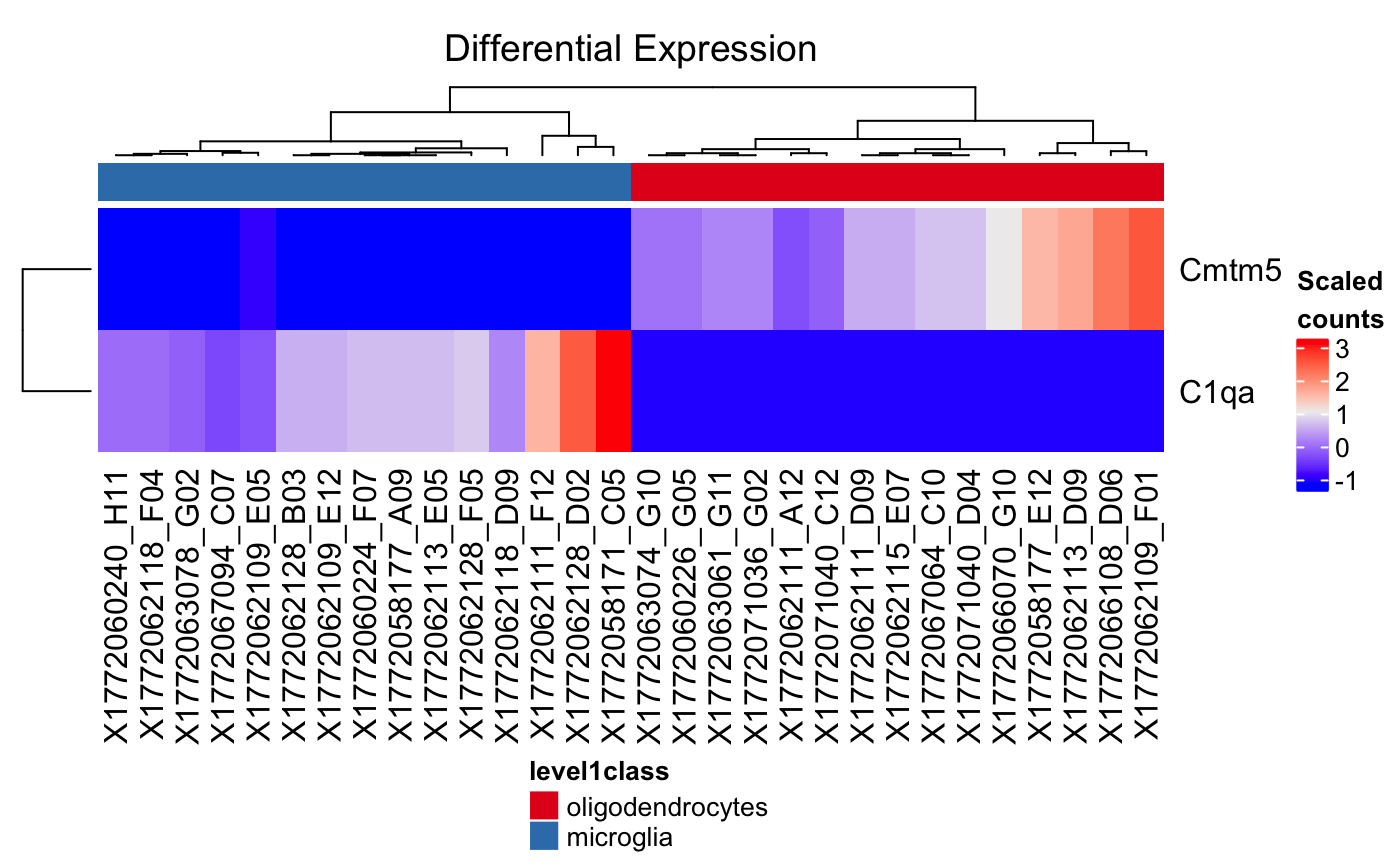 Differential Expression
Cmtm5
C1qa
Scaled
counts
3
2
1
0
-1
X1772060240_H11
X1772062118_F04
X1772063078_G02
X1772067094_C07
X1772062109_E05
X1772062128_B03
X1772062109_E12
X1772060224_F07
X1772058177_A09
X1772062113_E05
X1772062128_F05
X1772062118_D09
X1772062111_F12
X1772062128_D02
X1772058171_C05
X1772063074_G10
X1772060226_G05
X1772063061_G11
X1772071036_G02
X1772062111_A12
X1772071040_C12
X1772062111_D09
X1772062115_E07
X1772067064_C10
X1772071040_D04
X1772066070_G10
X1772058177_E12
X1772062113_D09
X1772066108_D06
X1772062109_F01
level1class
oligodendrocytes
microglia